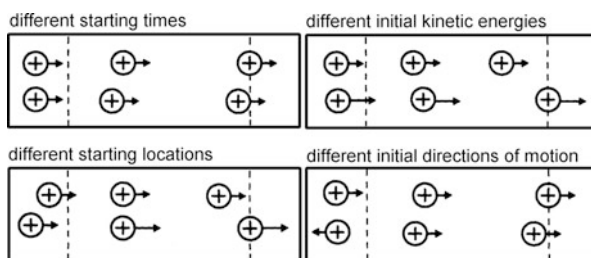 different starting times
different initial kinetic energies
different starting locations
different initial directions of motion